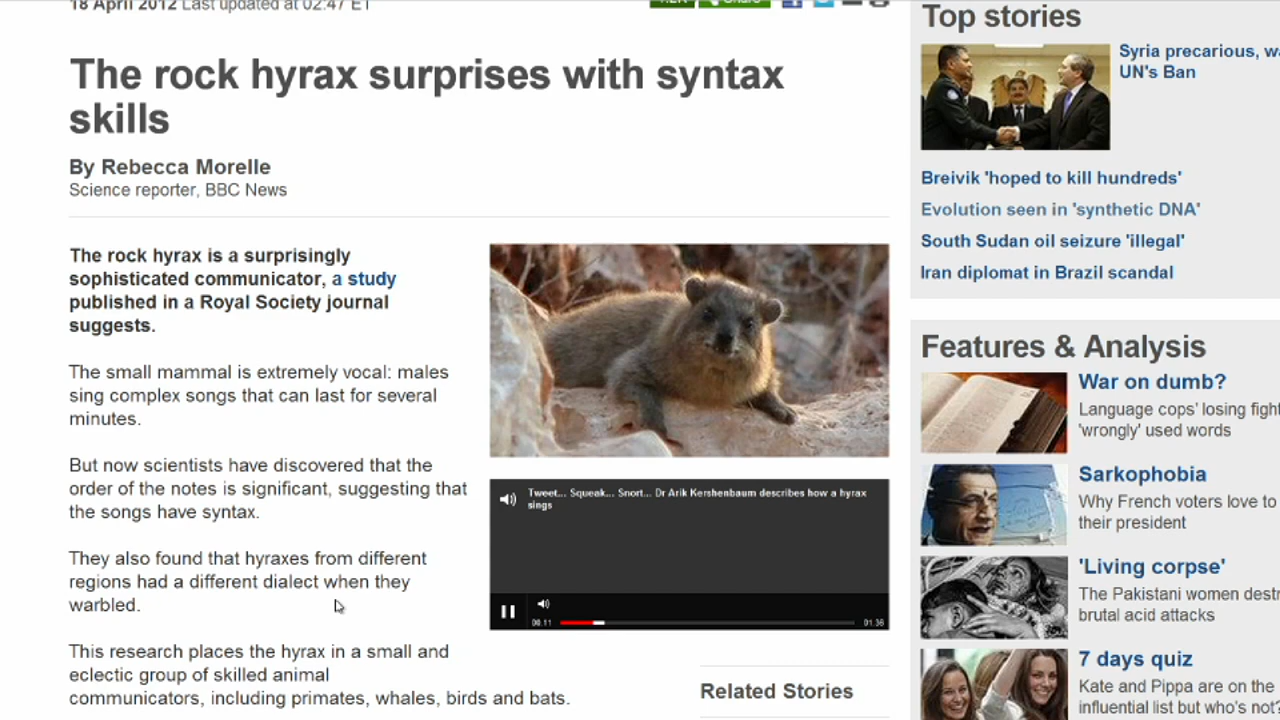 18 April 2012 Last updated at 02:47 ET
Share
The rock hyrax surprises with syntax
skills
By Rebecca Morelle
Science reporter, BBC News
The rock hyrax is a surprisingly
sophisticated communicator, a study
published in a Royal Society journal
suggests.
The small mammal is extremely vocal: males
sing complex songs that can last for several
minutes.
But now scientists have discovered that the
order of the notes is significant, suggesting that
the songs have syntax.
They also found that hyraxes from different
regions had a different dialect when they
warbled.
This research places the hyrax in a small and
eclectic group of skilled animal
communicators, including primates, whales, birds and bats.
Tweet... Squeak... Snort... Dr Arik Kershenbaum describes how a hyrax
sings
00.11
01.36
Related Stories
Top stories
Syria precarious,
UN's Ban
Breivik 'hoped to kill hundreds'
Evolution seen in 'synthetic DNA'
South Sudan oil seizure 'illegal'
Iran diplomat in Brazil scandal
Features & Analysis
War on dumb?
Language cops' losing fight
'wrongly' used words
Sarkophobia
Why French voters love to
their president
'Living corpse'
The Pakistani women
brutal acid attacks
7 days quiz
Kate and Pippa are on the
influential list but who's not?